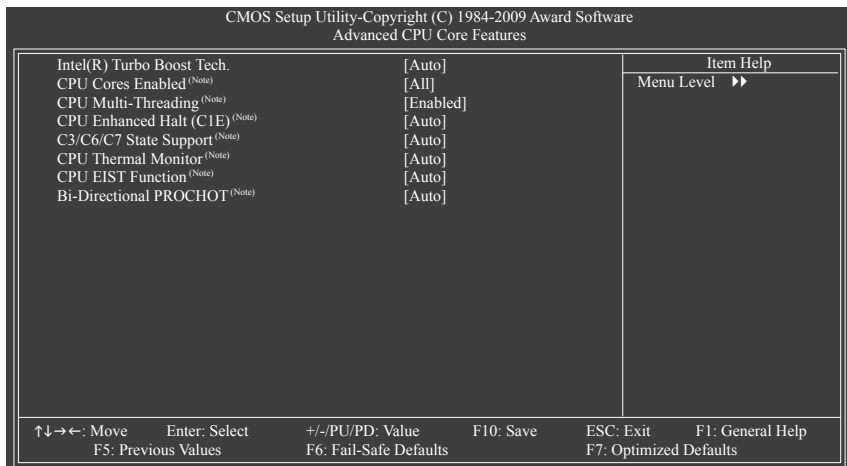 CMOS Setup Utility-Copyright (C) 1984-2009 Award Software
Advanced CPU Core Features
Intel(R) Turbo Boost Tech. [Auto]
CPU Cores Enabled (Note) [All]
CPU Multi-Threading (Note) [Enabled]
CPU Enhanced Halt (C1E) (Note) [Auto]
C3/C6/C7 State Support (Note) [Auto]
CPU Thermal Monitor (Note) [Auto]
CPU EIST Function (Note) [Auto]
Bi-Directional PROCHOT (Note) [Auto]
Item Help
Menu Level ▶▶
↑↓→←: Move Enter: Select +/-/PU/PD: Value F10: Save ESC: Exit F1: General Help
F5: Previous Values F6: Fail-Safe Defaults F7: Optimized Defaults